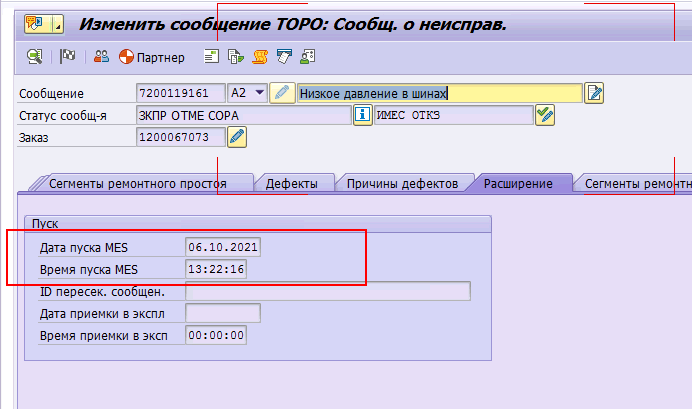 Изменить сообщение ТОРО: Сообщ. о неисправ.
Партнер
Сообщение 7200119161 A2 Низкое давление в шинах
Статус сообщ-я ЗКПР ОТМЕ СОРА ИМЕС ОТКЗ
Заказ 1200067073
Сегменты ремонтного простоя Дефекты Причины дефектов Расширение Сегменты ремонтн
Пуск
Дата пуска MES 06.10.2021
Время пуска MES 13:22:16
ID пересек. сообщен.
Дата приемки в экспл
Время приемки в эксп 00:00:00